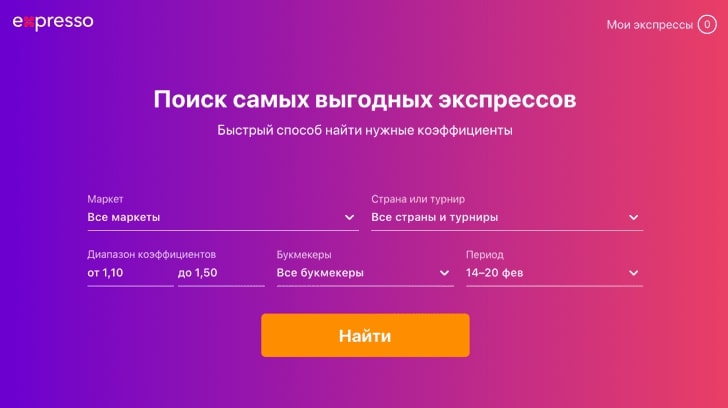 expresso
Мои экспрессы 0
Поиск самых выгодных экспрессов
Быстрый способ найти нужные коэффициенты
Маркет
Все маркеты
Страна или турнир
Все страны и турниры
Диапазон коэффициентов
от 1,10 до 1,50
Букмекеры
Все букмекеры
Период
14–20 фев
Найти